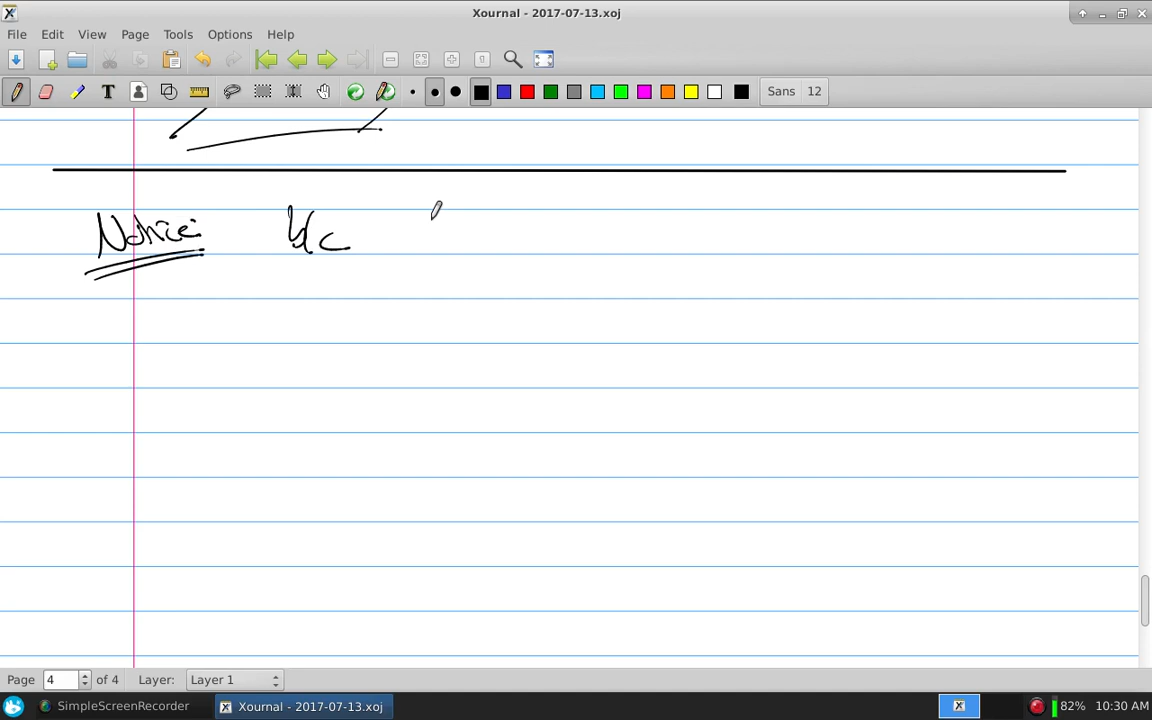 Xournal - 2017-07-13.xoj
File Edit View Page Tools Options Help
Sans 12
Notice b/c
Page 4 of 4 Layer: Layer 1
SimpleScreenRecorder Xournal - 2017-07-13.xoj 82% 10:30 AM